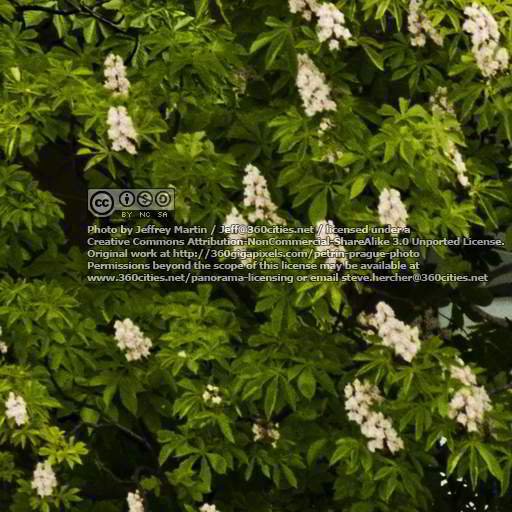 cc
BY NC SA
Photo by Jeffrey Martin / Jeff@360cities.net / licensed under a
Creative Commons Attribution-NonCommercial-ShareAlike 3.0 Unported License.
Original work at http://360gigapixels.com/petrin-prague-photo
Permissions beyond the scope of this license may be available at
www.360cities.net/panorama-licensing or email steve.hercher@360cities.net